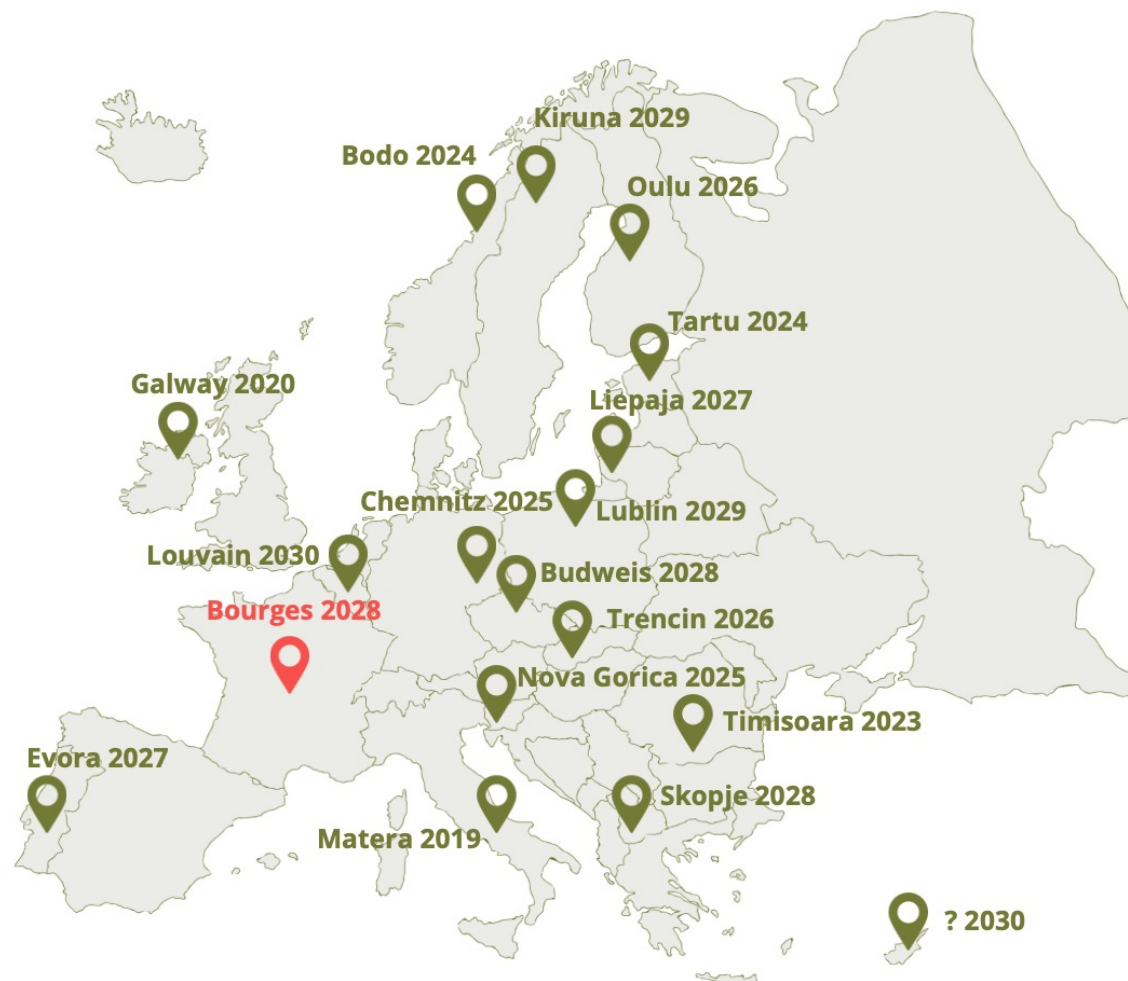 Kiruna 2029
Bodo 2024
Oulu 2026
Tartu 2024
Galway 2020
Liepaja 2027
Chemnitz 2025
Lublin 2029
Louvain 2030
Budweis 2028
Bourges 2028
Trencin 2026
Nova Gorica 2025
Timisoara 2023
Evora 2027
Skopje 2028
Matera 2019
? 2030